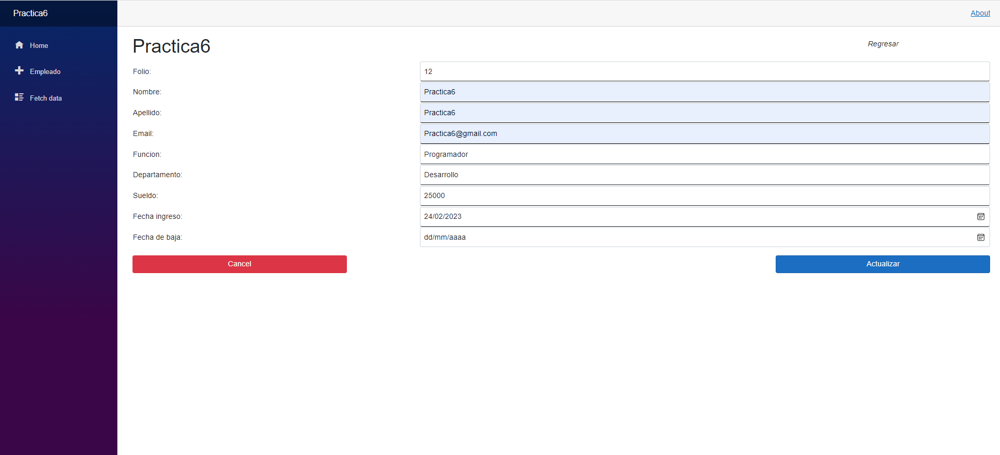 Practica6
About
Home
Empleado
Fetch data
Practica6
Regresar
Folio: 12
Nombre: Practica6
Apellido: Practica6
Email: Practica6@gmail.com
Funcion: Programador
Departamento: Desarrollo
Sueldo: 25000
Fecha ingreso: 24/02/2023
Fecha de baja: dd/mm/aaaa
Cancel
Actualizar